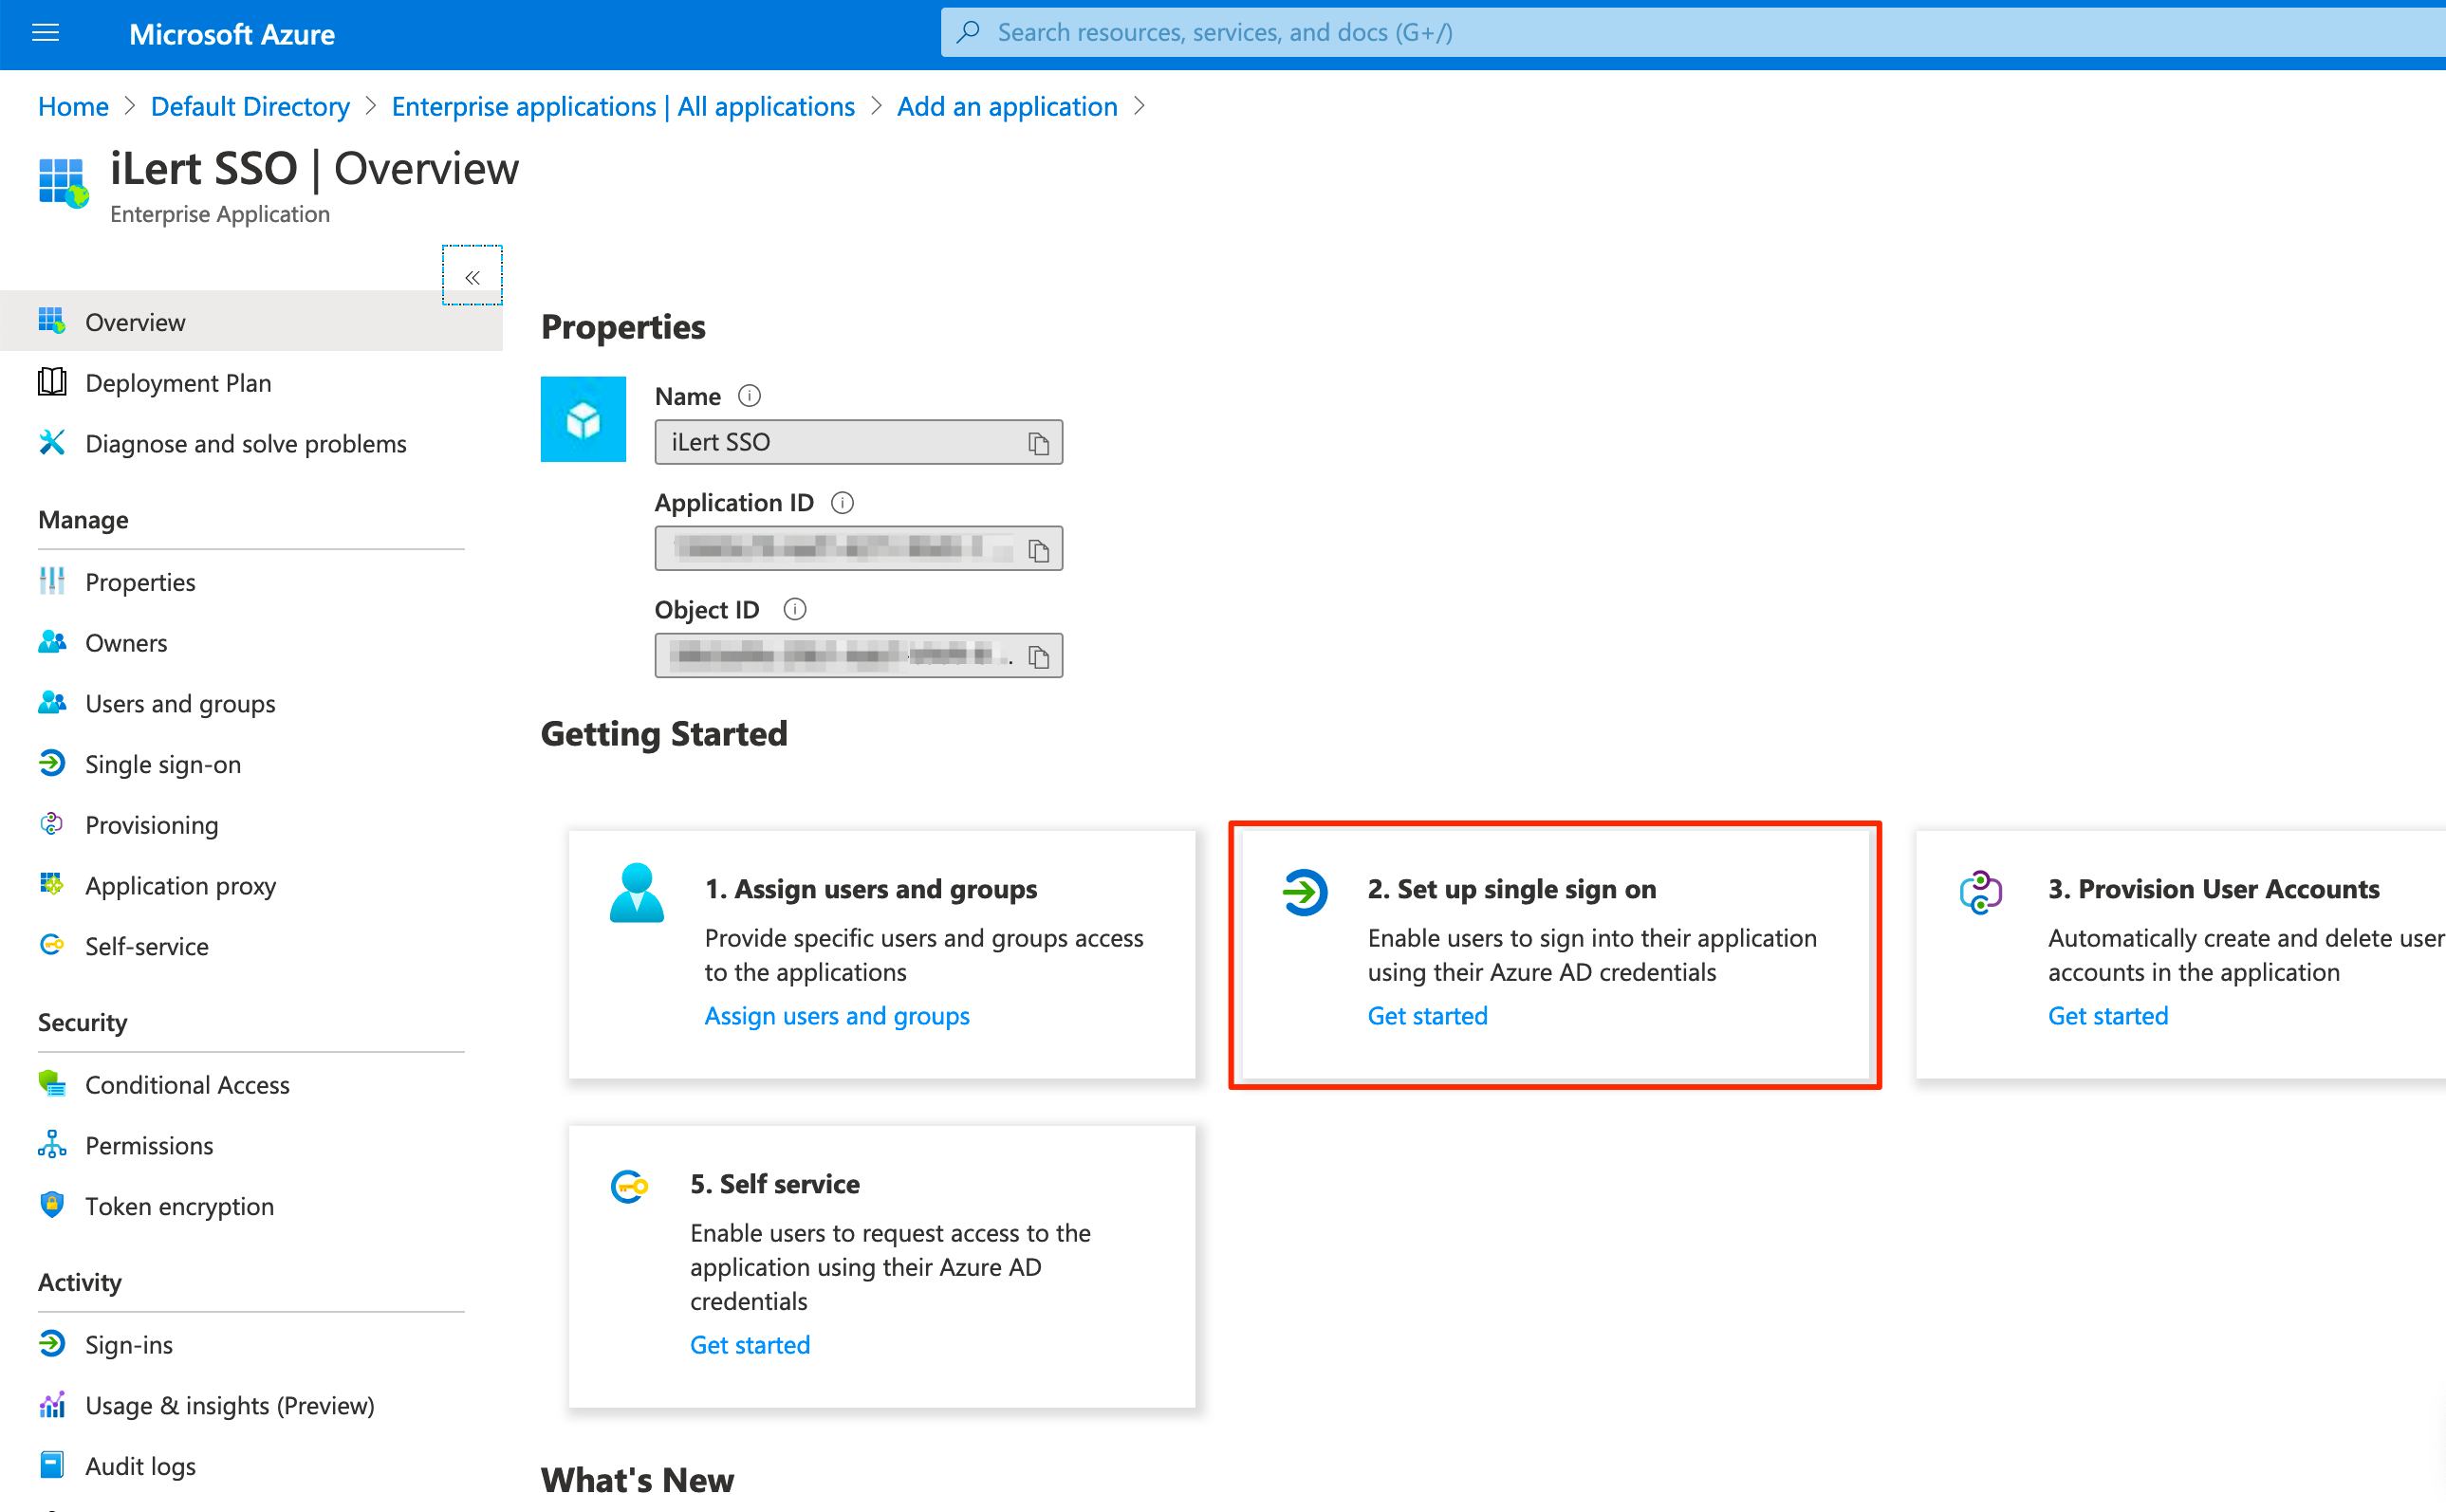 Microsoft Azure
Search resources, services, and docs (G+/)
Home > Default Directory > Enterprise applications | All applications > Add an application >
iLert SSO | Overview
Enterprise Application
«
Overview
Deployment Plan
Diagnose and solve problems
Manage
Properties
Owners
Users and groups
Single sign-on
Provisioning
Application proxy
Self-service
Security
Conditional Access
Permissions
Token encryption
Activity
Sign-ins
Usage & insights (Preview)
Audit logs
Properties
Name
iLert SSO
Application ID
Object ID
Getting Started
1. Assign users and groups
Provide specific users and groups access
to the applications
Assign users and groups
2. Set up single sign on
Enable users to sign into their application
using their Azure AD credentials
Get started
3. Provision User Accounts
Automatically create and delete user
accounts in the application
Get started
5. Self service
Enable users to request access to the
application using their Azure AD
credentials
Get started
What's New